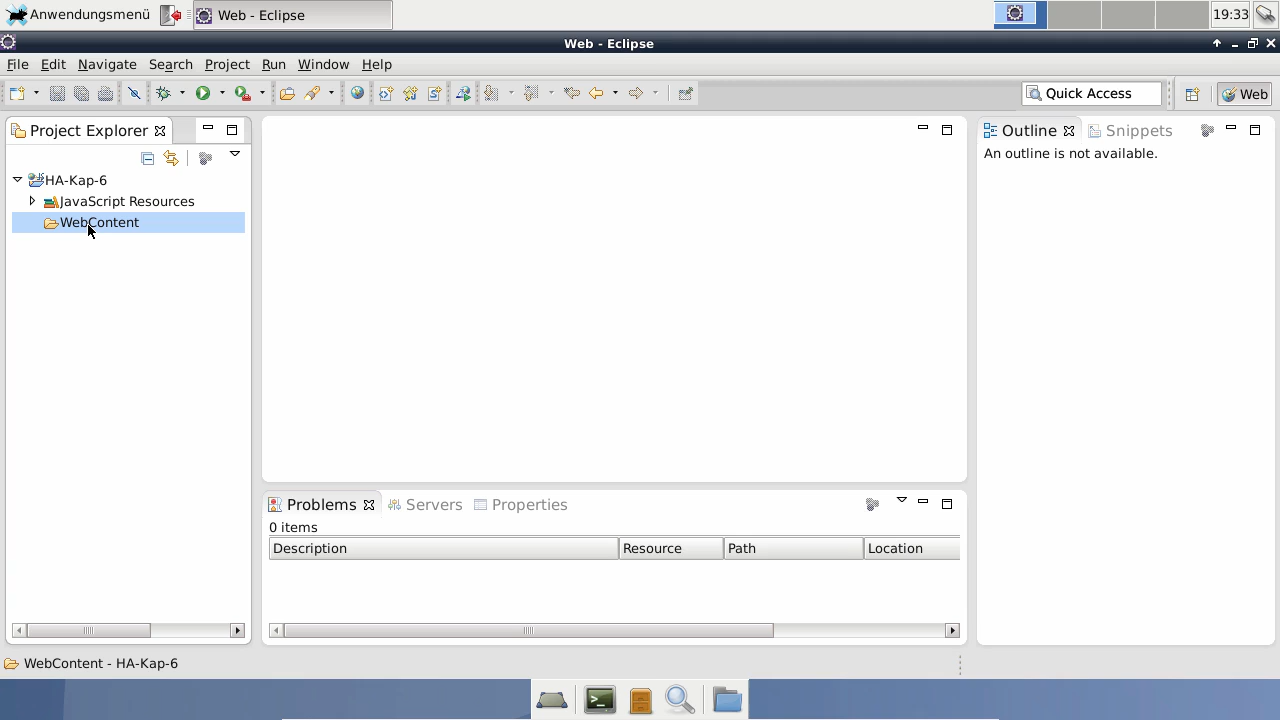 Anwendungsmenü
Web - Eclipse
19:33
Web - Eclipse
File Edit Navigate Search Project Run Window Help
Quick Access
Web
Project Explorer
HA-Kap-6
JavaScript Resources
WebContent
Outline Snippets
An outline is not available.
Problems Servers Properties
0 items
Description Resource Path Location
WebContent - HA-Kap-6